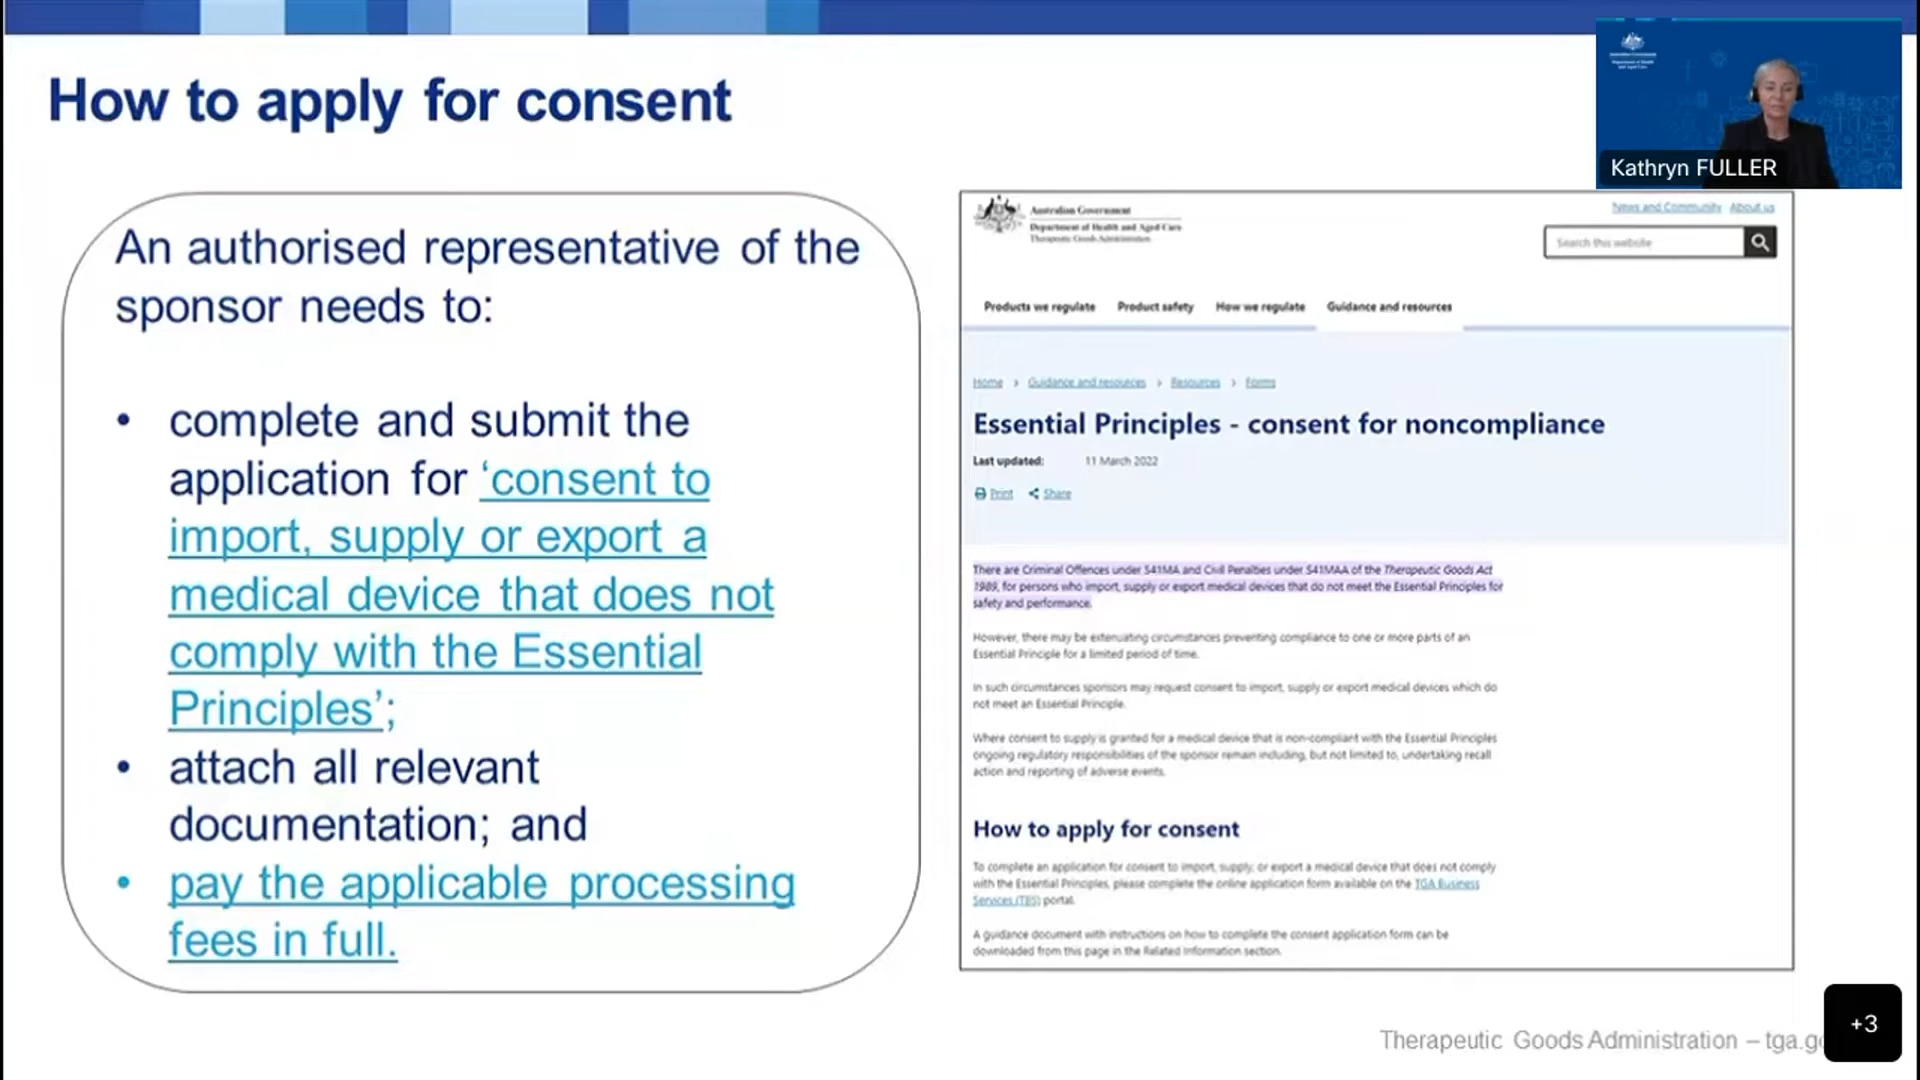 How to apply for consent
An authorised representative of the
sponsor needs to:
• complete and submit the
application for ‘consent to
import, supply or export a
medical device that does not
comply with the Essential
Principles’;
• attach all relevant
documentation; and
• pay the applicable processing
fees in full.
Kathryn FULLER
Australian Government
Department of Health and Aged Care
Therapeutic Goods Administration
News and Community About us
Search this website
Products we regulate Product safety How we regulate Guidance and resources
Home > Guidance and resources > Resources > Forms
Essential Principles - consent for noncompliance
Last updated: 11 March 2022
Print Share
There are Criminal Offences under S41MA and Civil Penalties under S41MAA of the Therapeutic Goods Act
1989, for persons who import, supply or export medical devices that do not meet the Essential Principles for
safety and performance.
However, there may be extenuating circumstances preventing compliance to one or more parts of an
Essential Principle for a limited period of time.
In such circumstances sponsors may request consent to import, supply or export medical devices which do
not meet an Essential Principle.
Where consent to supply is granted for a medical device that is non-compliant with the Essential Principles
ongoing regulatory responsibilities of the sponsor remain including, but not limited to, undertaking recall
action and reporting of adverse events.
How to apply for consent
To complete an application for consent to import, supply, or export a medical device that does not comply
with the Essential Principles, please complete the online application form available on the TGA Business
Services (TBS) portal.
A guidance document with instructions on how to complete the consent application form can be
downloaded from this page in the Related Information section.
Therapeutic Goods Administration – tga.go
+3